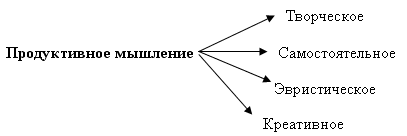 Творческое
Продуктивное мышление
Самостоятельное
Эвристическое
Креативное